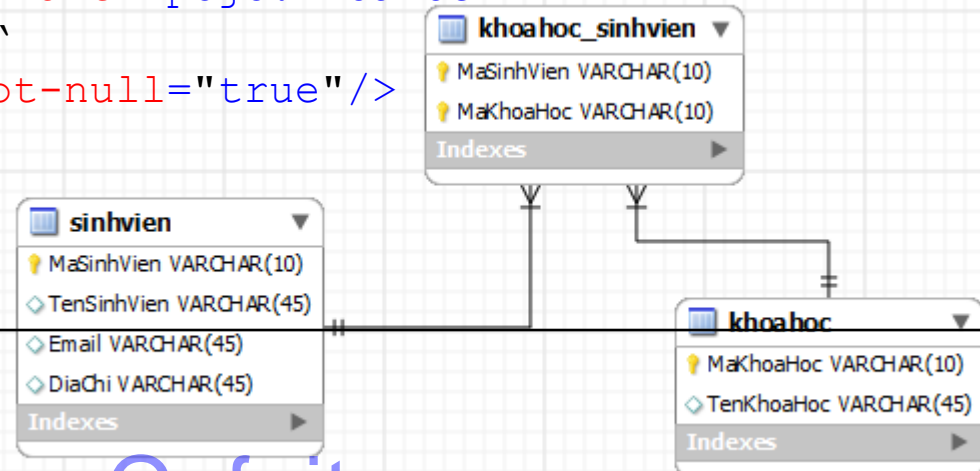 ot-null="true"/>
khoahoc_sinhvien
MaSinhVien VARCHAR(10)
MaKhoaHoc VARCHAR(10)
Indexes
sinhvien
MaSinhVien VARCHAR(10)
TenSinhVien VARCHAR(45)
Email VARCHAR(45)
DiaChi VARCHAR(45)
Indexes
khoahoc
MaKhoaHoc VARCHAR(10)
TenKhoaHoc VARCHAR(45)
Indexes